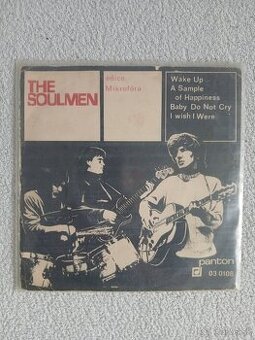 THE
SOULMEN
edice
Mikrofóra
Wake Up
A Sample
of Happiness
Baby Do Not Cry
I wish I Were
panton
03 0108